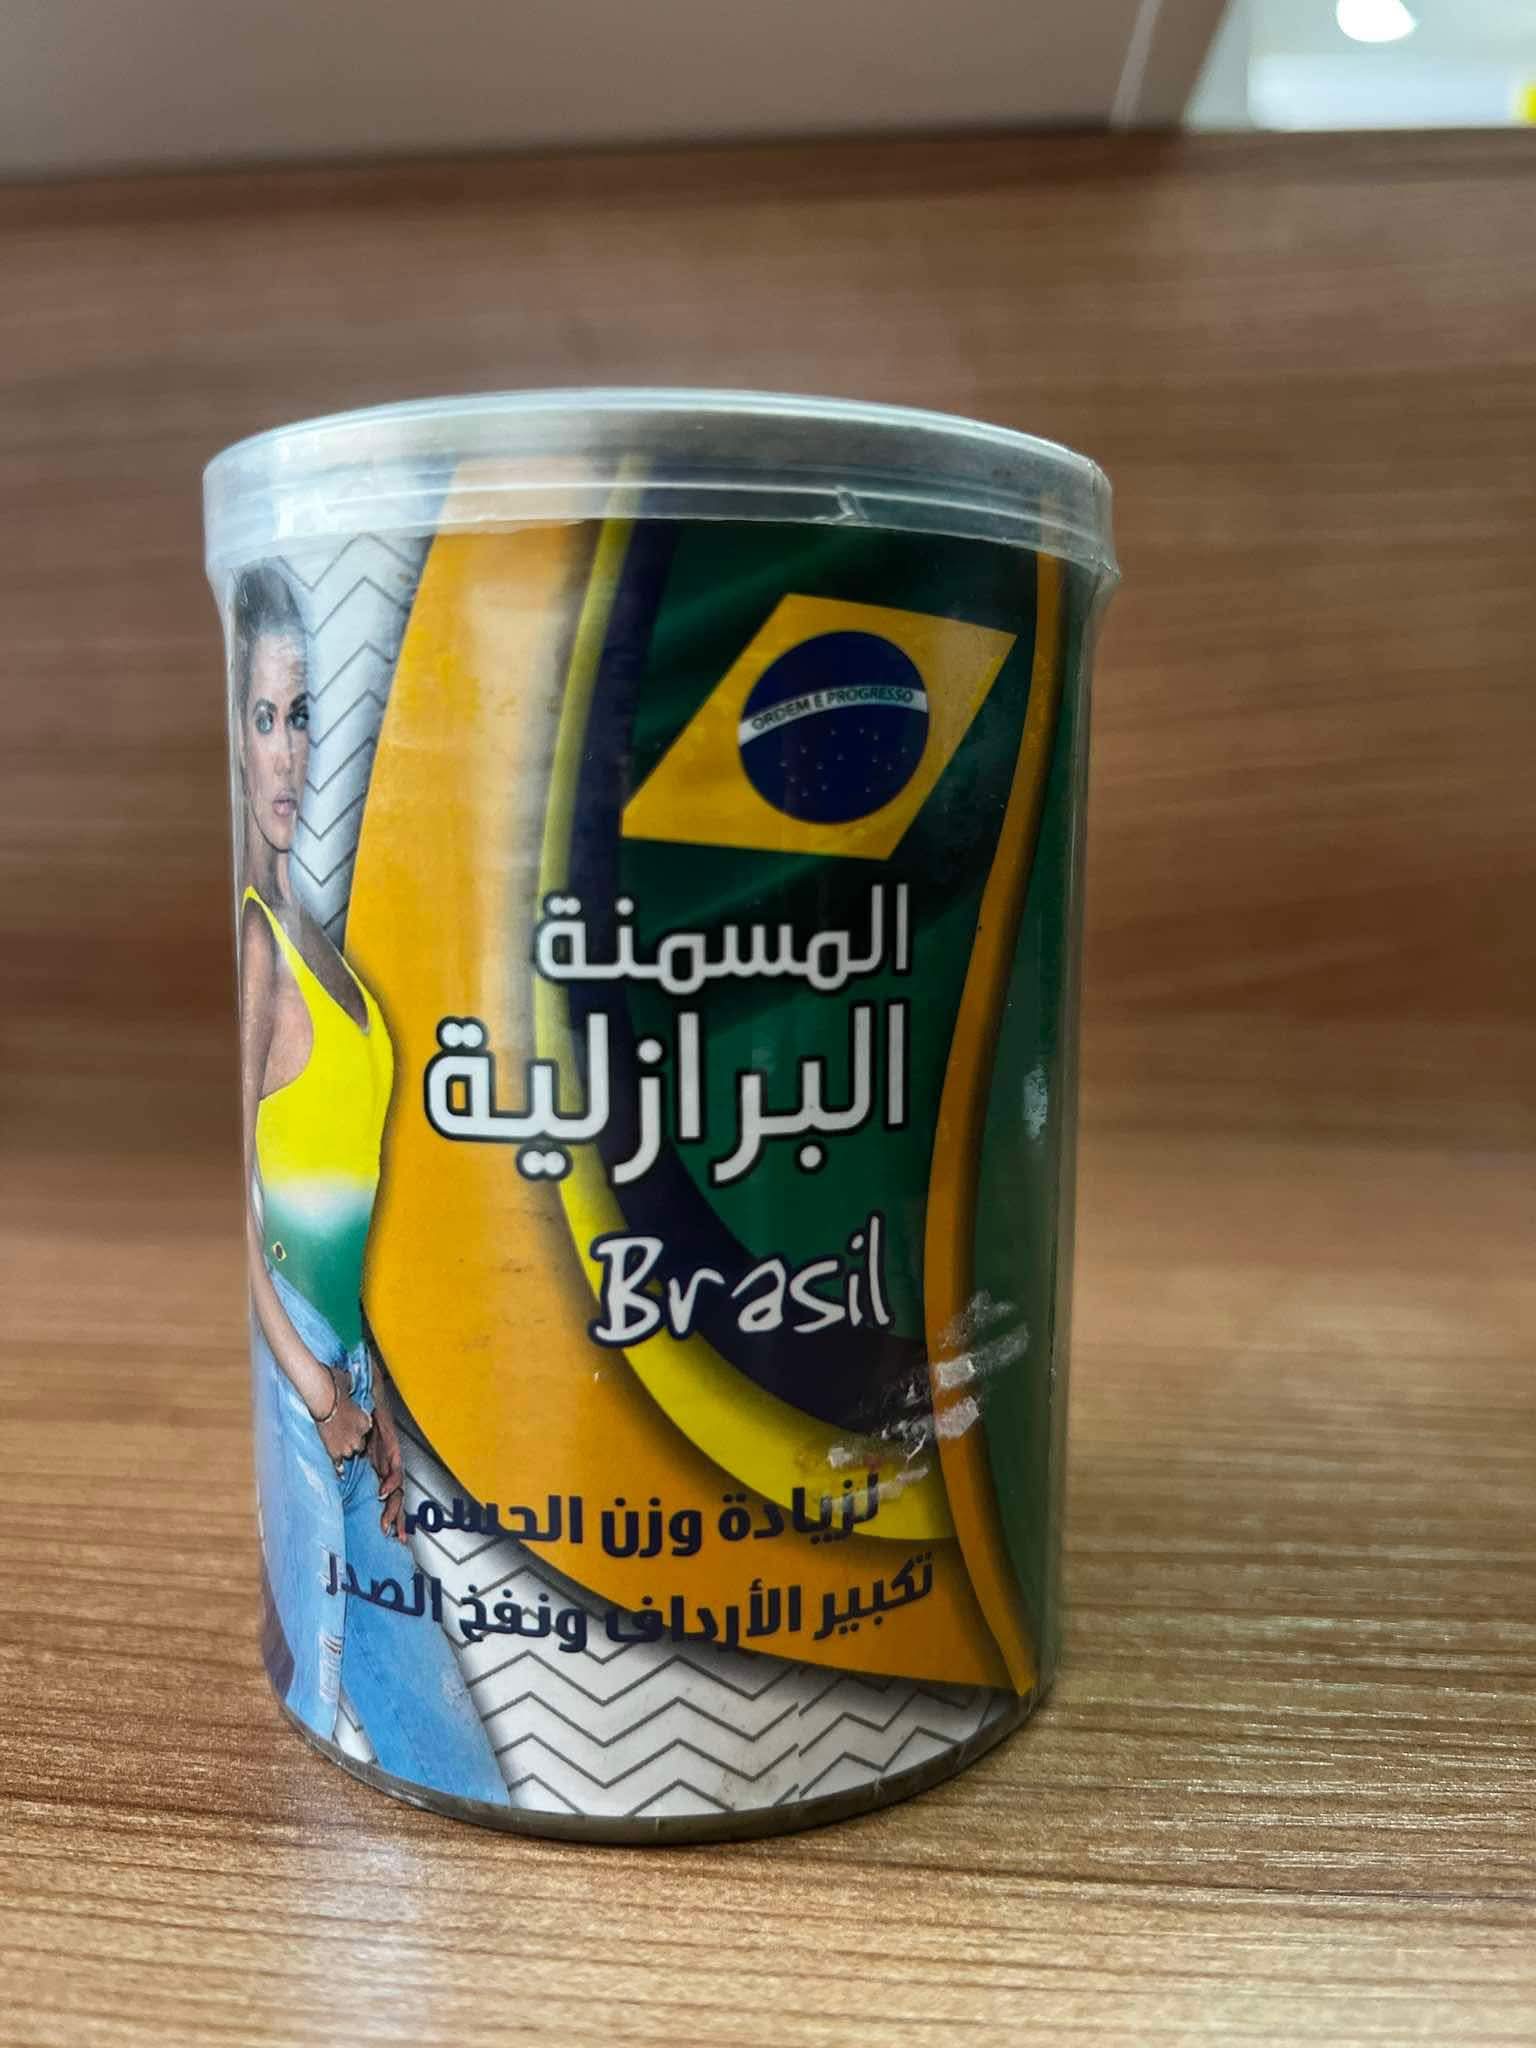 ORDEM E PROGRESSO
المسمنة
البرازلية
Brasil
لزيادة وزن الجسم
تكبير الأرداف ونفخ الصدر